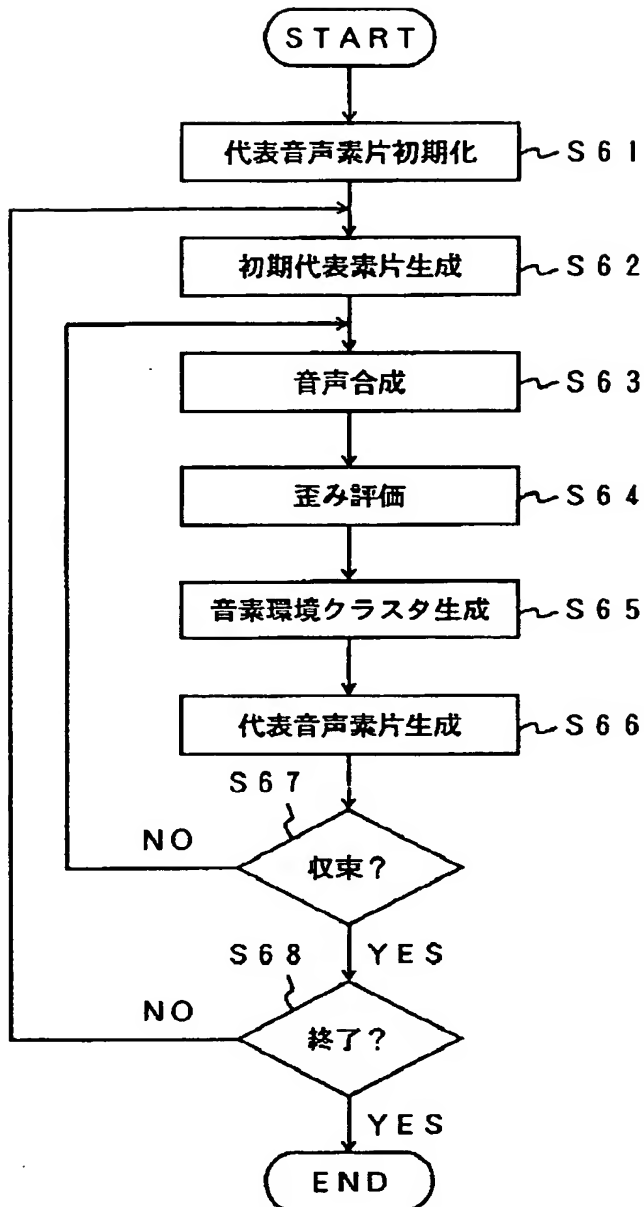 START
代表音声素片初期化 S61
初期代表素片生成 S62
音声合成 S63
歪み評価 S64
音素環境クラスタ生成 S65
代表音声素片生成 S66
S67
NO
収束?
YES
S68
NO
終了?
YES
END